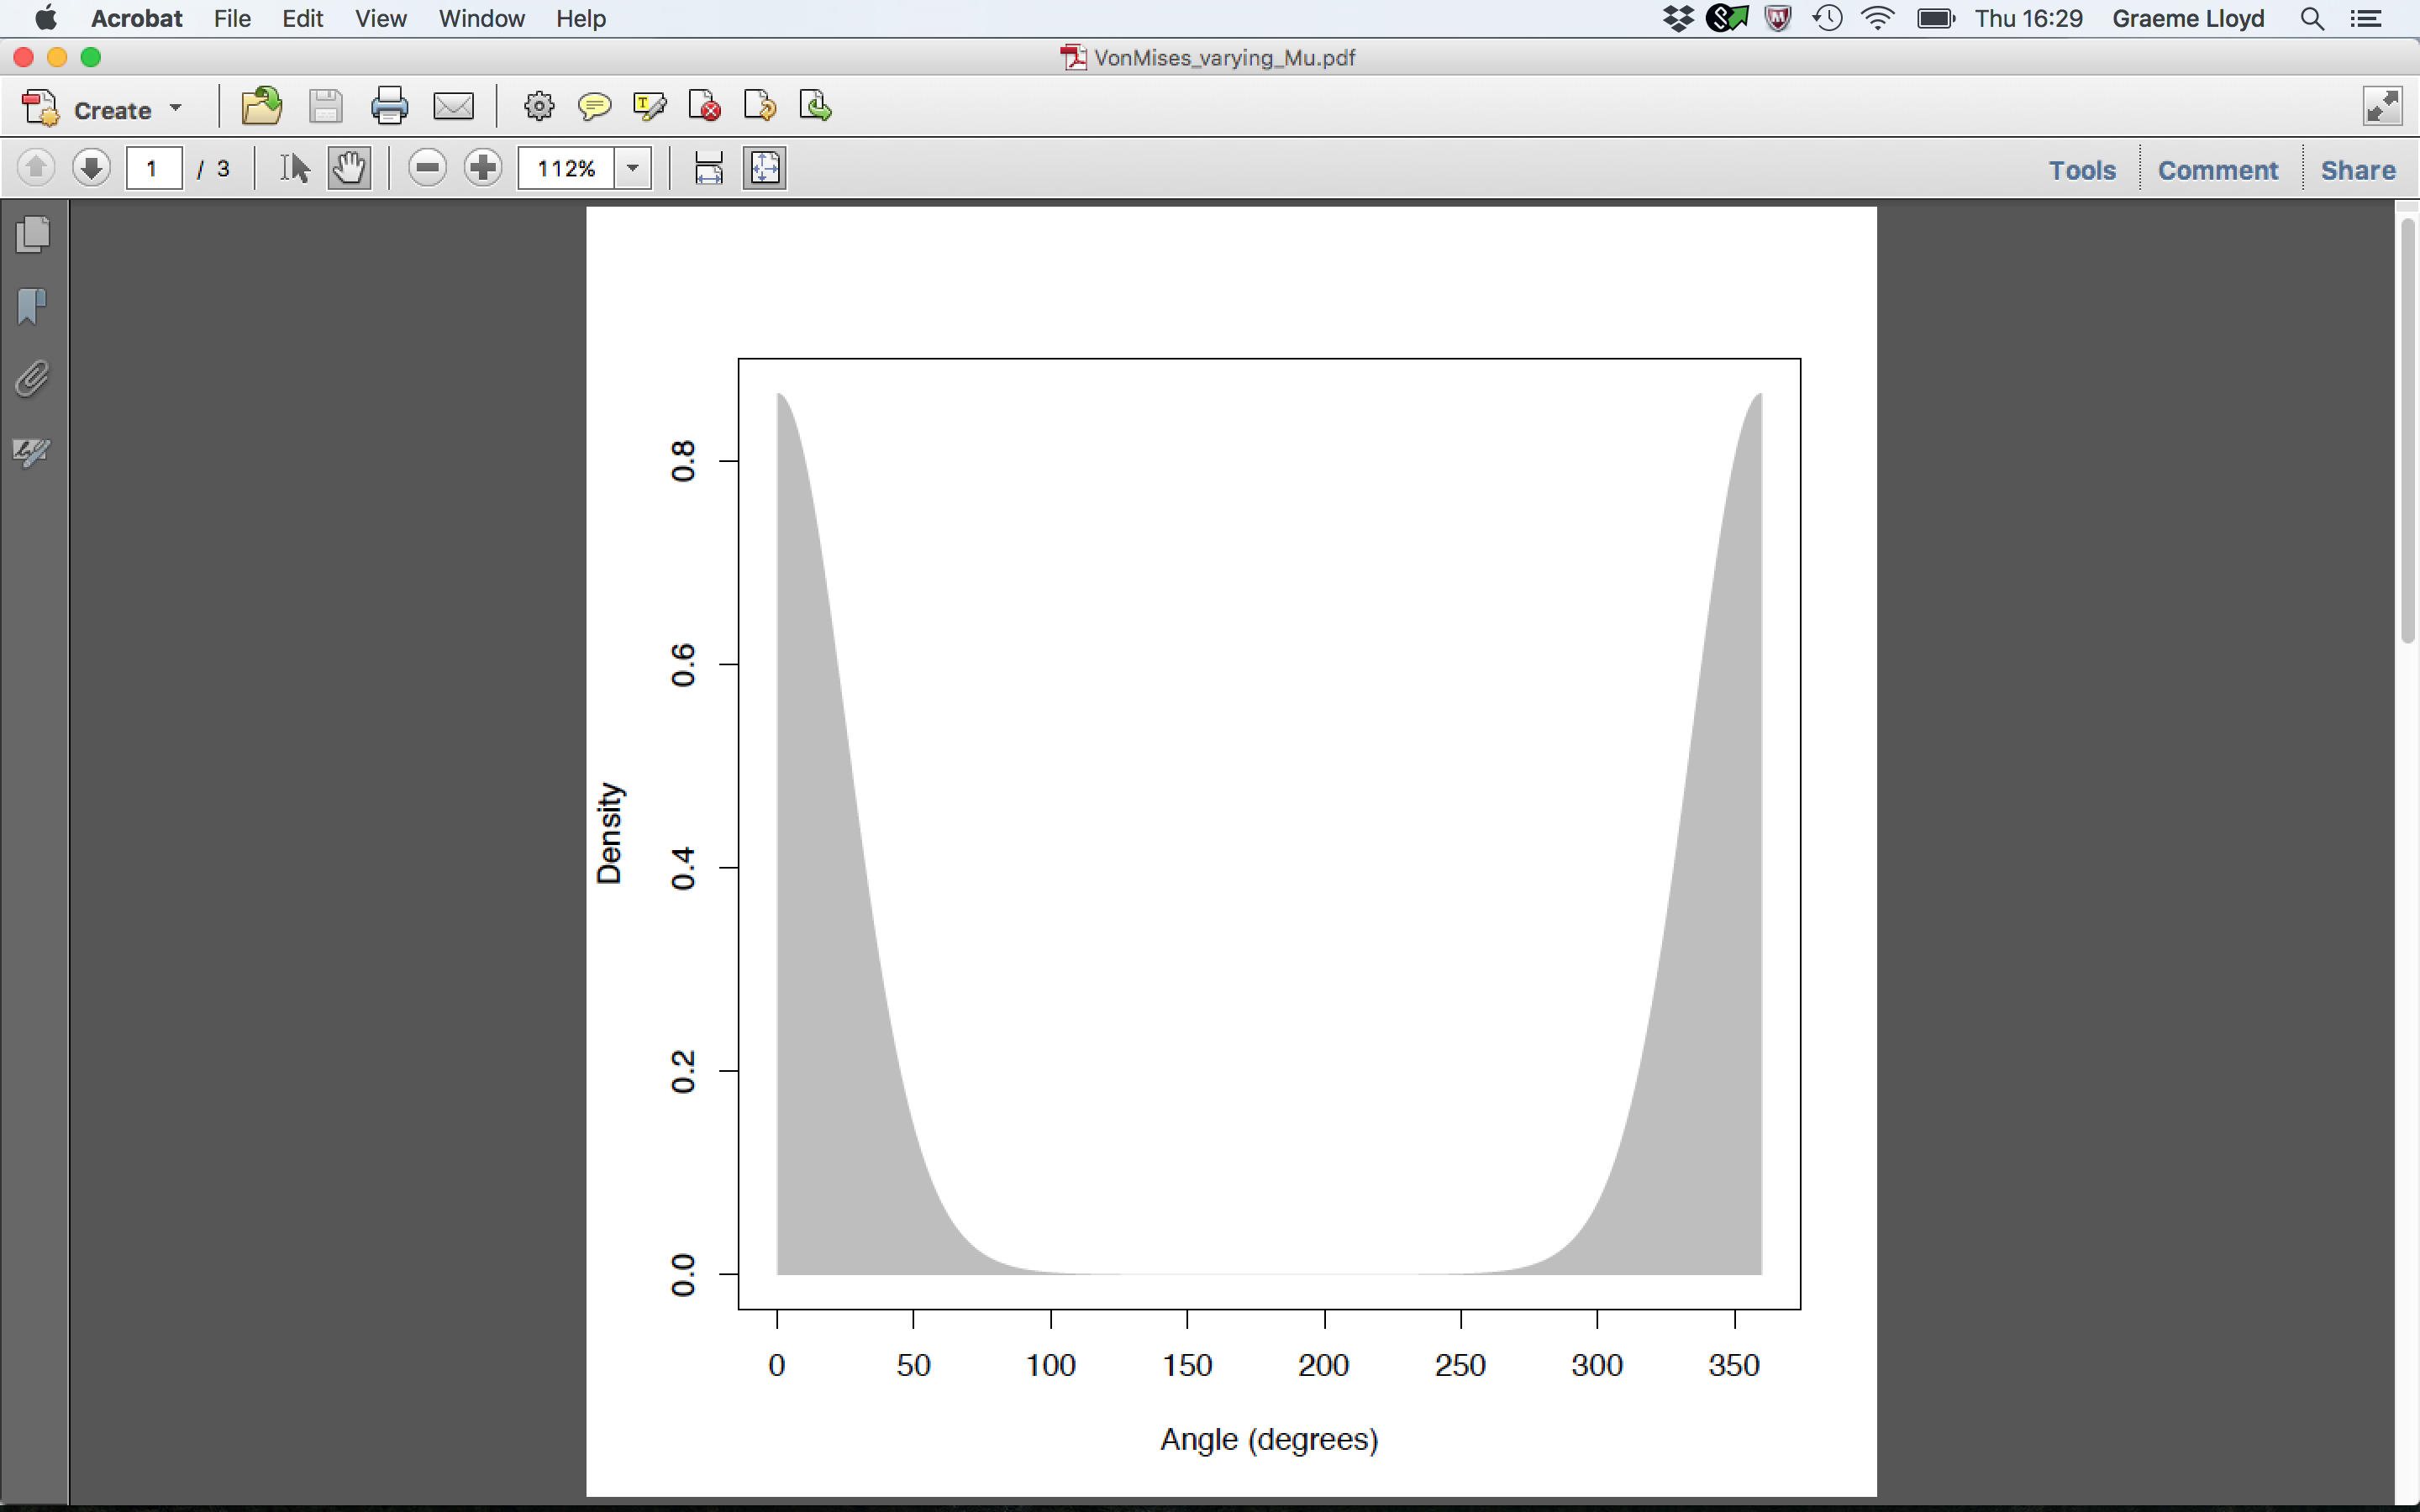 Acrobat File Edit View Window Help Thu 16:29 Graeme Lloyd
VonMises_varying_Mu.pdf
Create
1 / 3 112% Tools Comment Share
0.8
0.6
0.4
0.2
0.0
Density
0 50 100 150 200 250 300 350
Angle (degrees)